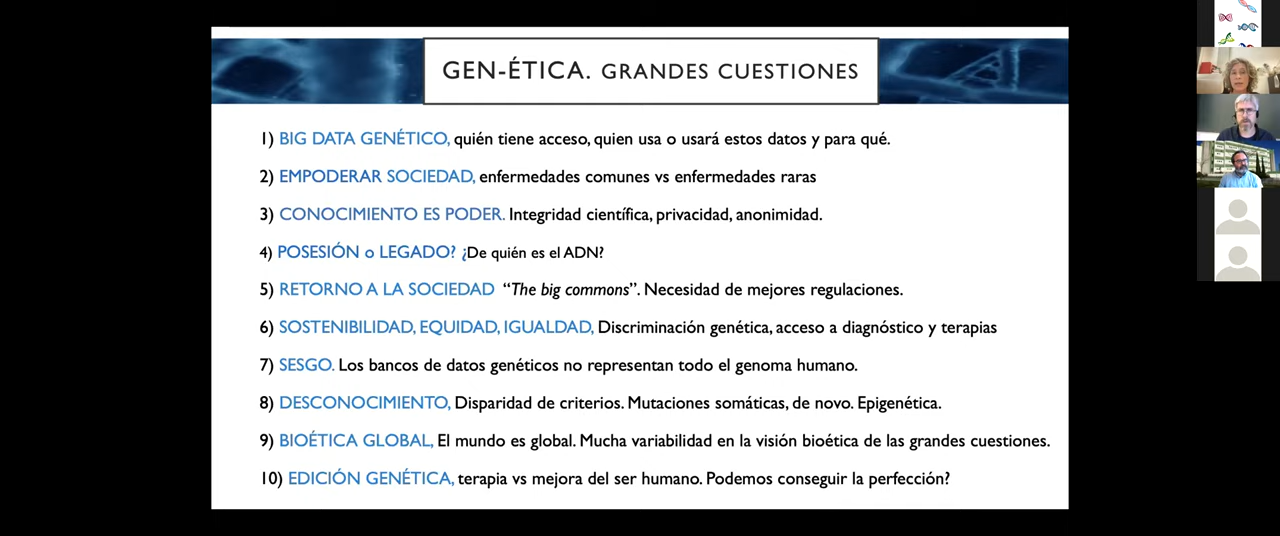 GEN-ÉTICA. GRANDES CUESTIONES
1) BIG DATA GENÉTICO, quién tiene acceso, quien usa o usará estos datos y para qué.
2) EMPODERAR SOCIEDAD, enfermedades comunes vs enfermedades raras
3) CONOCIMIENTO ES PODER. Integridad científica, privacidad, anonimidad.
4) POSESIÓN o LEGADO? ¿De quién es el ADN?
5) RETORNO A LA SOCIEDAD “The big commons”. Necesidad de mejores regulaciones.
6) SOSTENIBILIDAD, EQUIDAD, IGUALDAD, Discriminación genética, acceso a diagnóstico y terapias
7) SESGO. Los bancos de datos genéticos no representan todo el genoma humano.
8) DESCONOCIMIENTO, Disparidad de criterios. Mutaciones somáticas, de novo. Epigenética.
9) BIOÉTICA GLOBAL, El mundo es global. Mucha variabilidad en la visión bioética de las grandes cuestiones.
10) EDICIÓN GENÉTICA, terapia vs mejora del ser humano. Podemos conseguir la perfección?